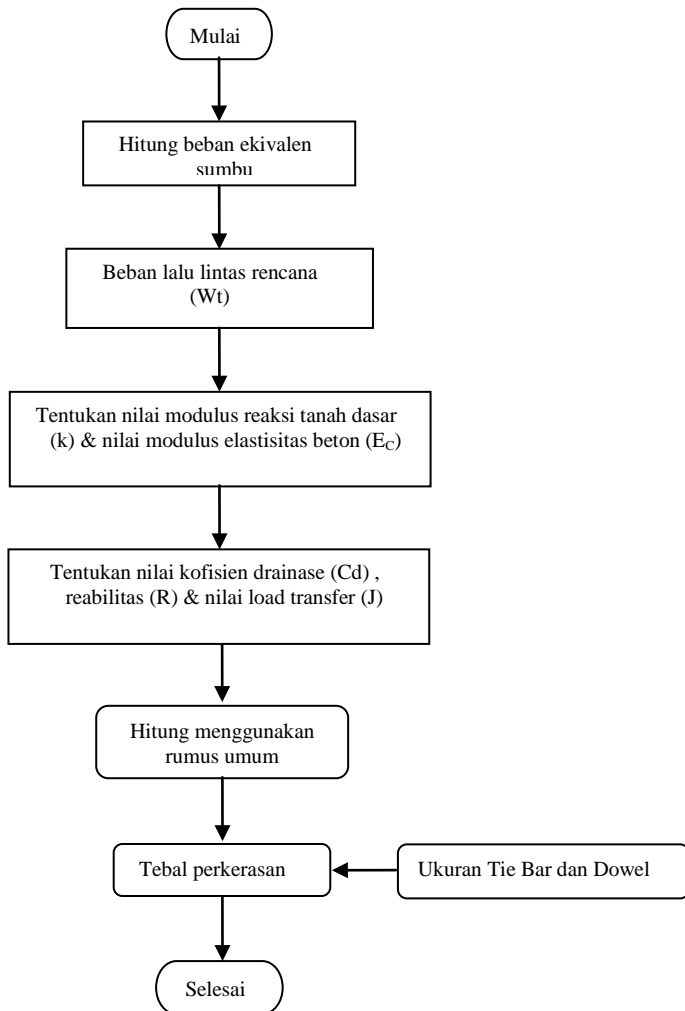 Mulai
Hitung beban ekivalen
sumbu
Beban lalu lintas rencana
(Wt)
Tentukan nilai modulus reaksi tanah dasar
(k) & nilai modulus elastisitas beton (EC)
Tentukan nilai kofisien drainase (Cd) ,
reabilitas (R) & nilai load transfer (J)
Hitung menggunakan
rumus umum
Tebal perkerasan
Ukuran Tie Bar dan Dowel
Selesai